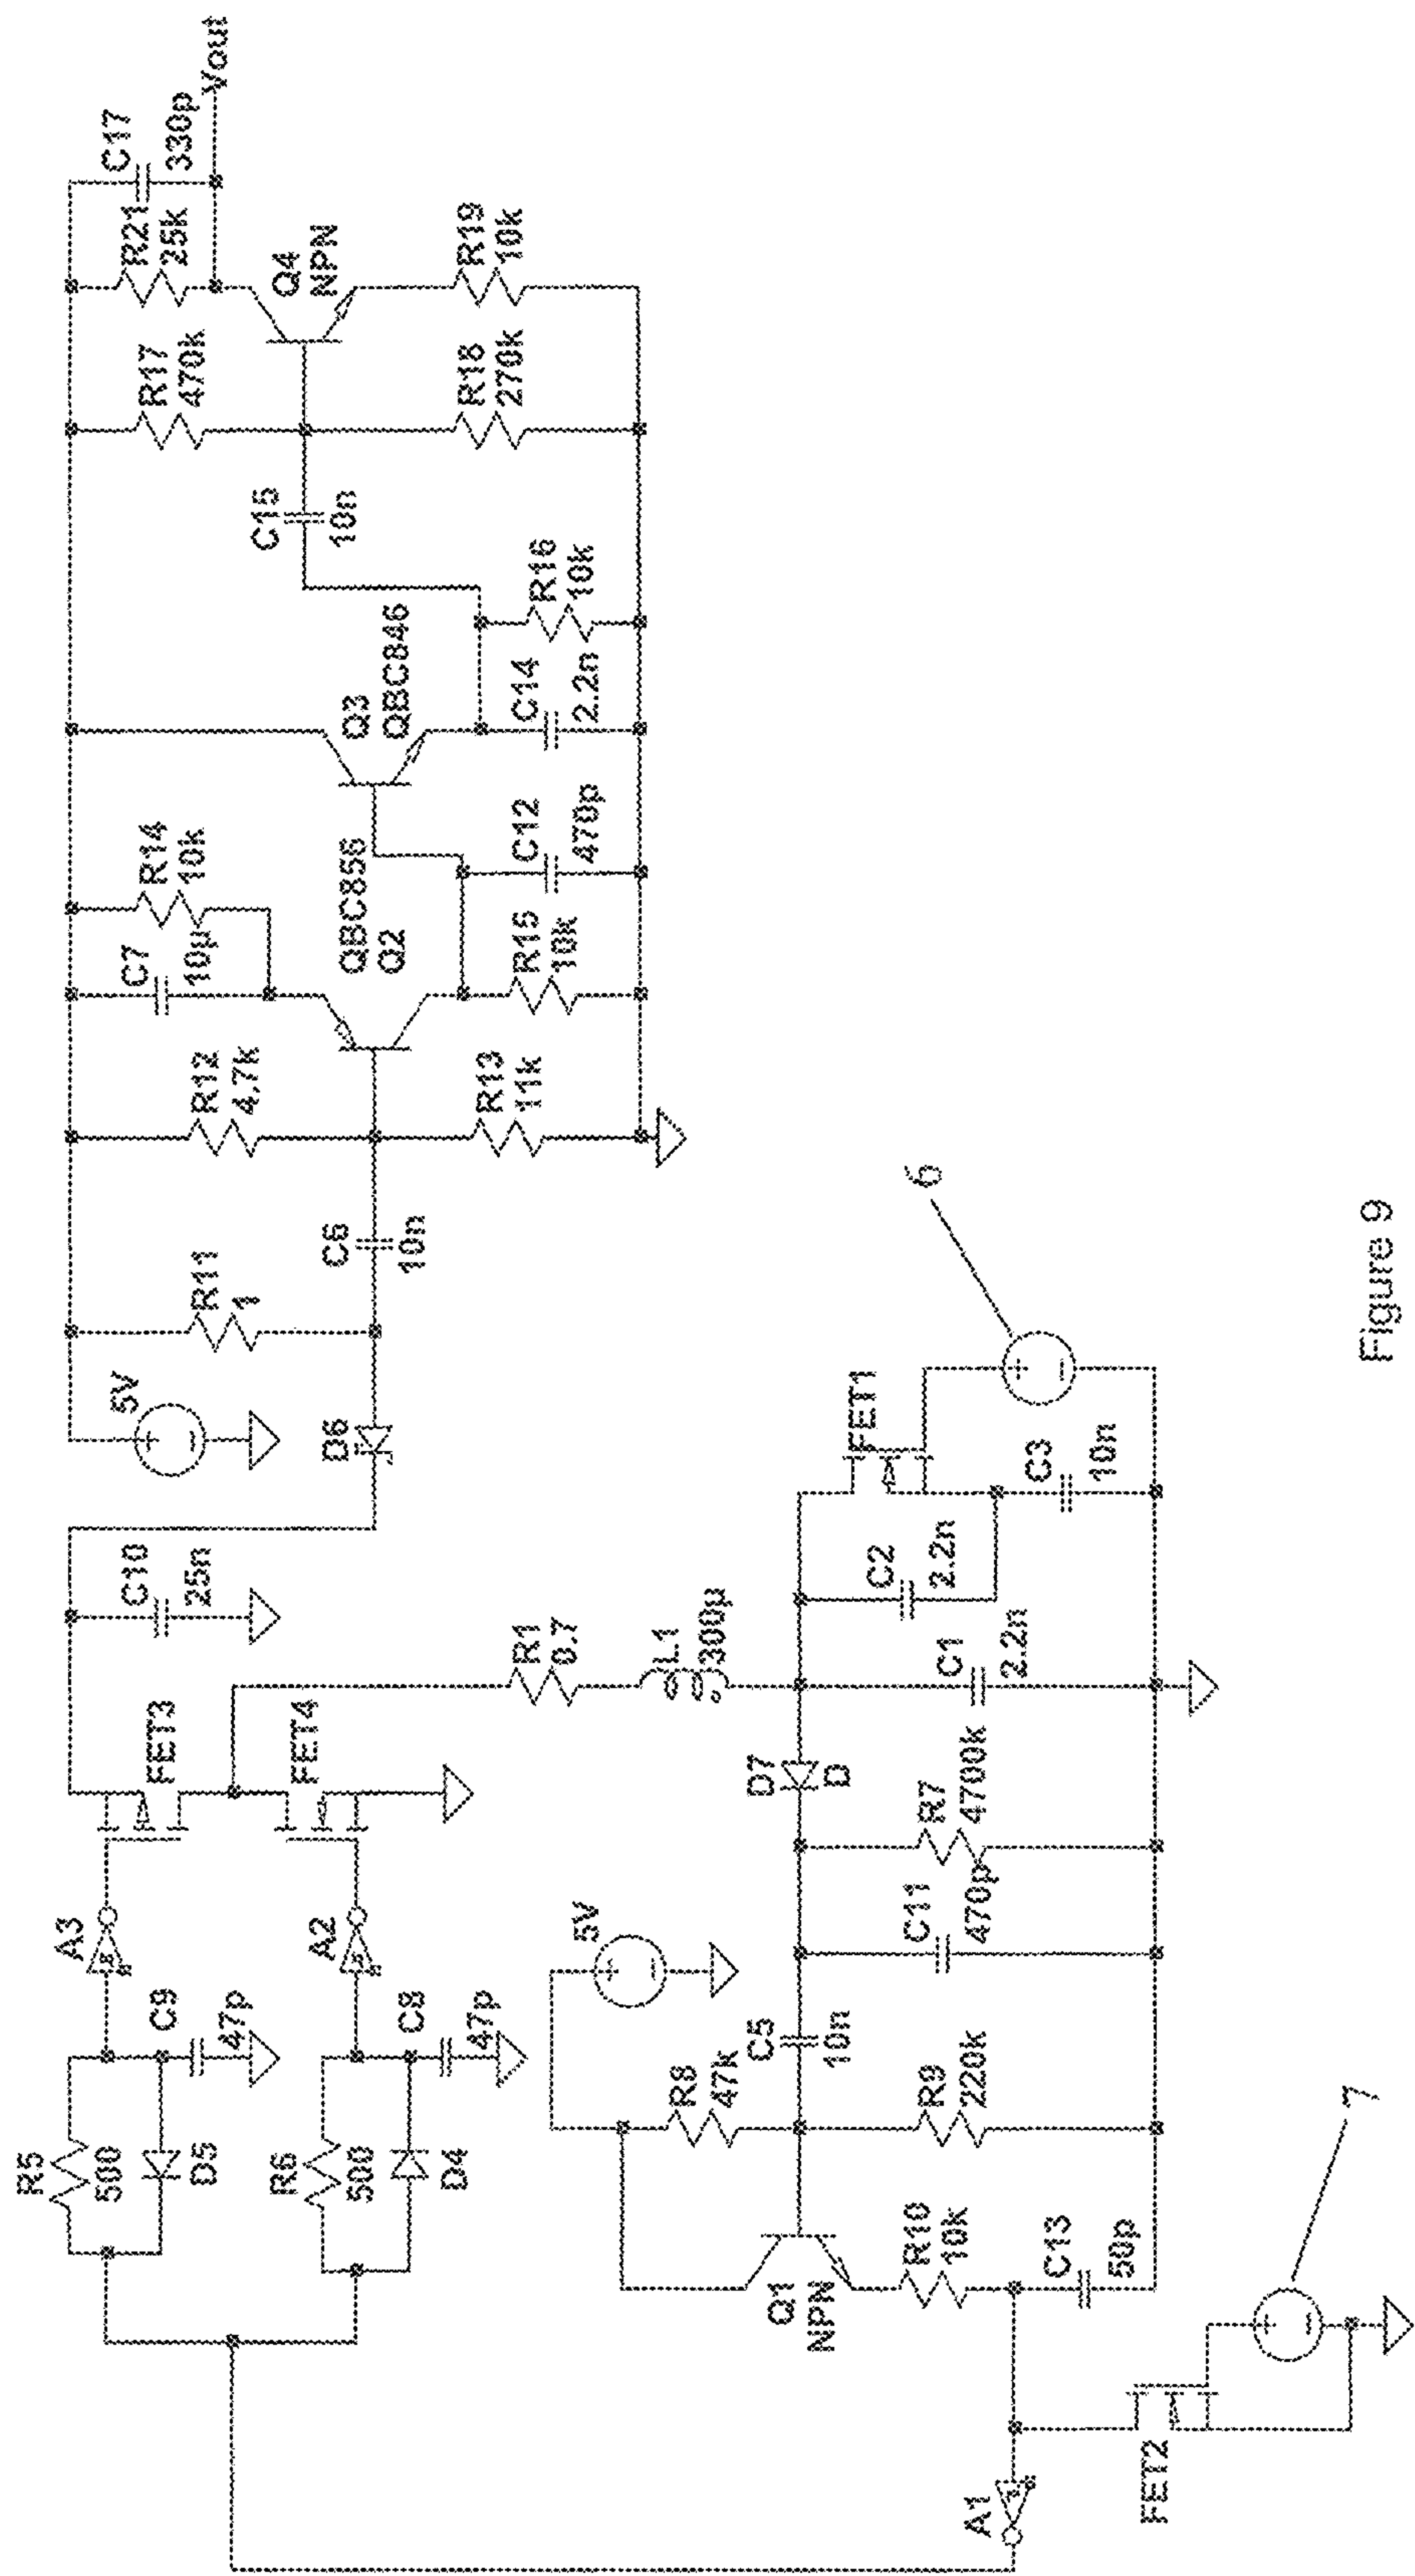 R5
500
D5
C9
47p
A3
FET3
C10
25n
5V
R11
1
R12
4.7k
C7
10µ
R14
10k
R17
470k
R21
25k
C17
330p
Vout
R6
500
D4
C8
47p
A2
FET4
D6
C6
10n
QBC856
Q2
Q3
QBC846
C15
10n
Q4
NPN
R13
11k
R15
10k
C12
470p
C14
2.2n
R16
10k
R18
270k
R19
10k
R1
0.7
L1
300µ
5V
R8
47k
C5
10n
D7
D
Q1
NPN
R10
10k
R9
220k
C11
470p
R7
4700k
C1
2.2n
C2
2.2n
FET1
C3
10n
6
C13
50p
A1
FET2
7
Figure 9